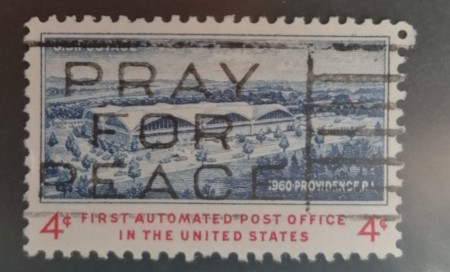 U.S. POSTAGE
PRAY
FOR
PEACE
1960·PROVIDENCE, R.I.
4¢ FIRST AUTOMATED POST OFFICE 4¢
IN THE UNITED STATES